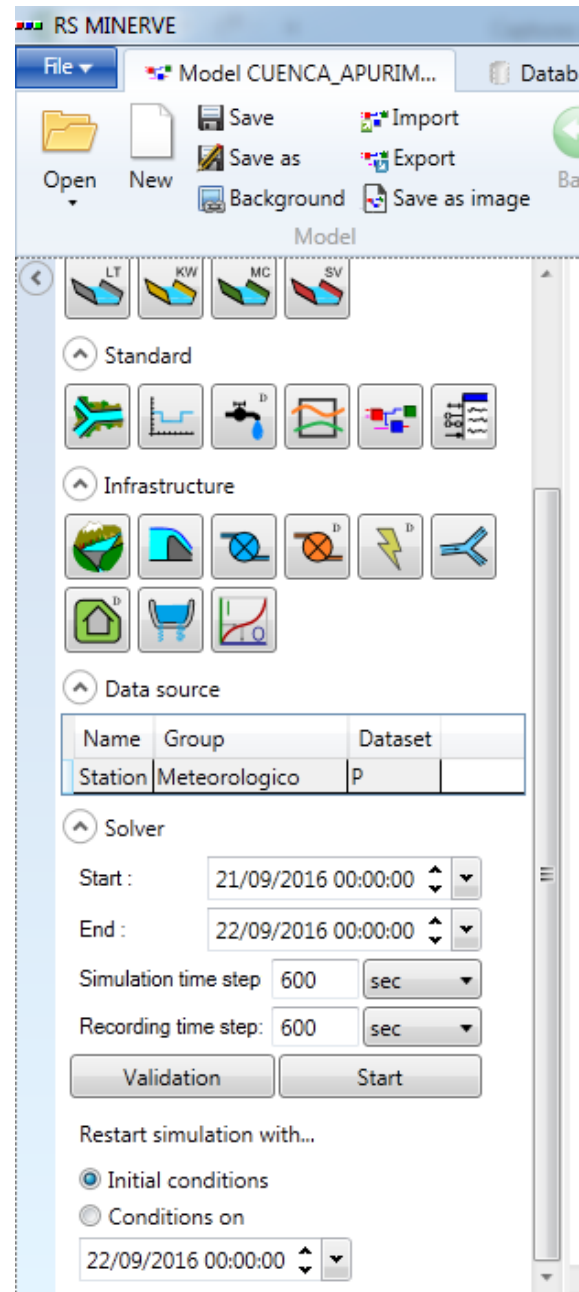 RS MINERVE
File Model CUENCA_APURIM... Datab
Save Import
Save as Export
Open New Background Save as image Ba
Model
LT KW MC SV
Standard
D
Infrastructure
D D
D I O
Data source
Name Group Dataset
Station Meteorologico P
Solver
Start : 21/09/2016 00:00:00
End : 22/09/2016 00:00:00
Simulation time step 600 sec
Recording time step: 600 sec
Validation Start
Restart simulation with...
Initial conditions
Conditions on
22/09/2016 00:00:00